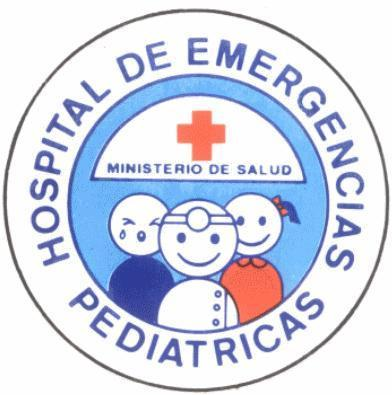 HOSPITAL DE EMERGENCIAS
PEDIATRICAS
MINISTERIO DE SALUD